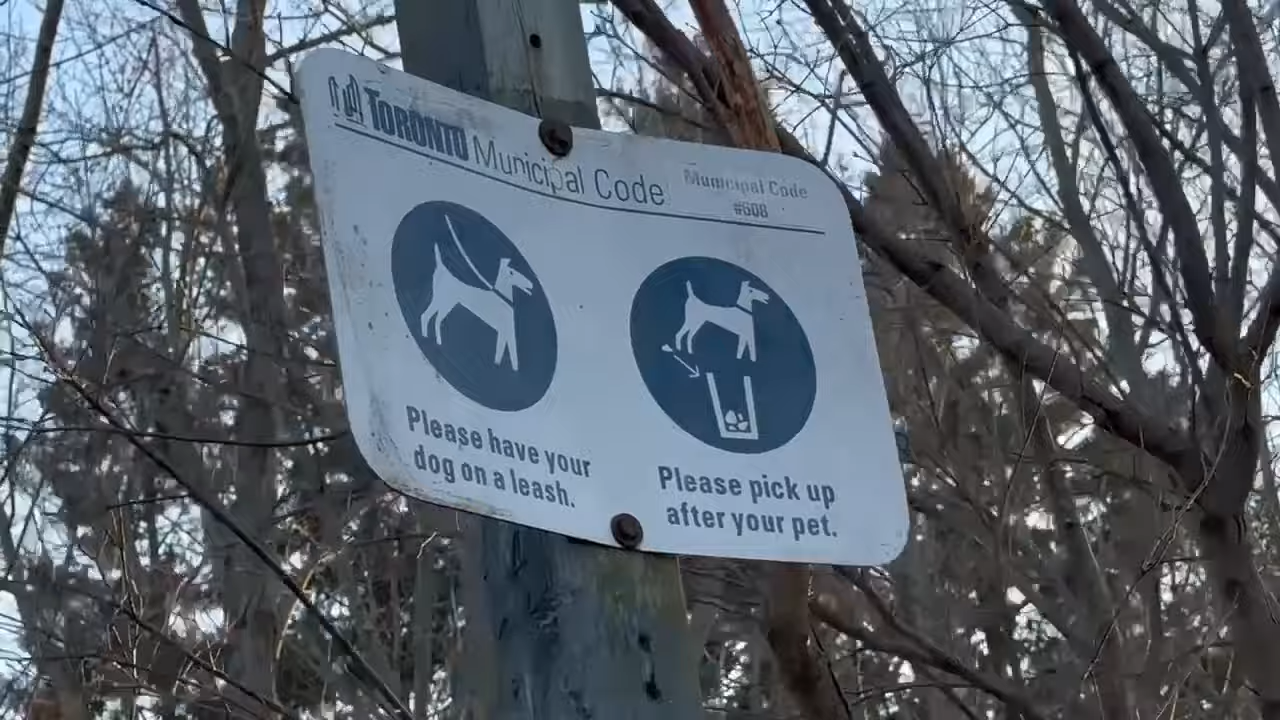 TORONTO Municipal Code
Municipal Code
#608
Please have your
dog on a leash.
Please pick up
after your pet.